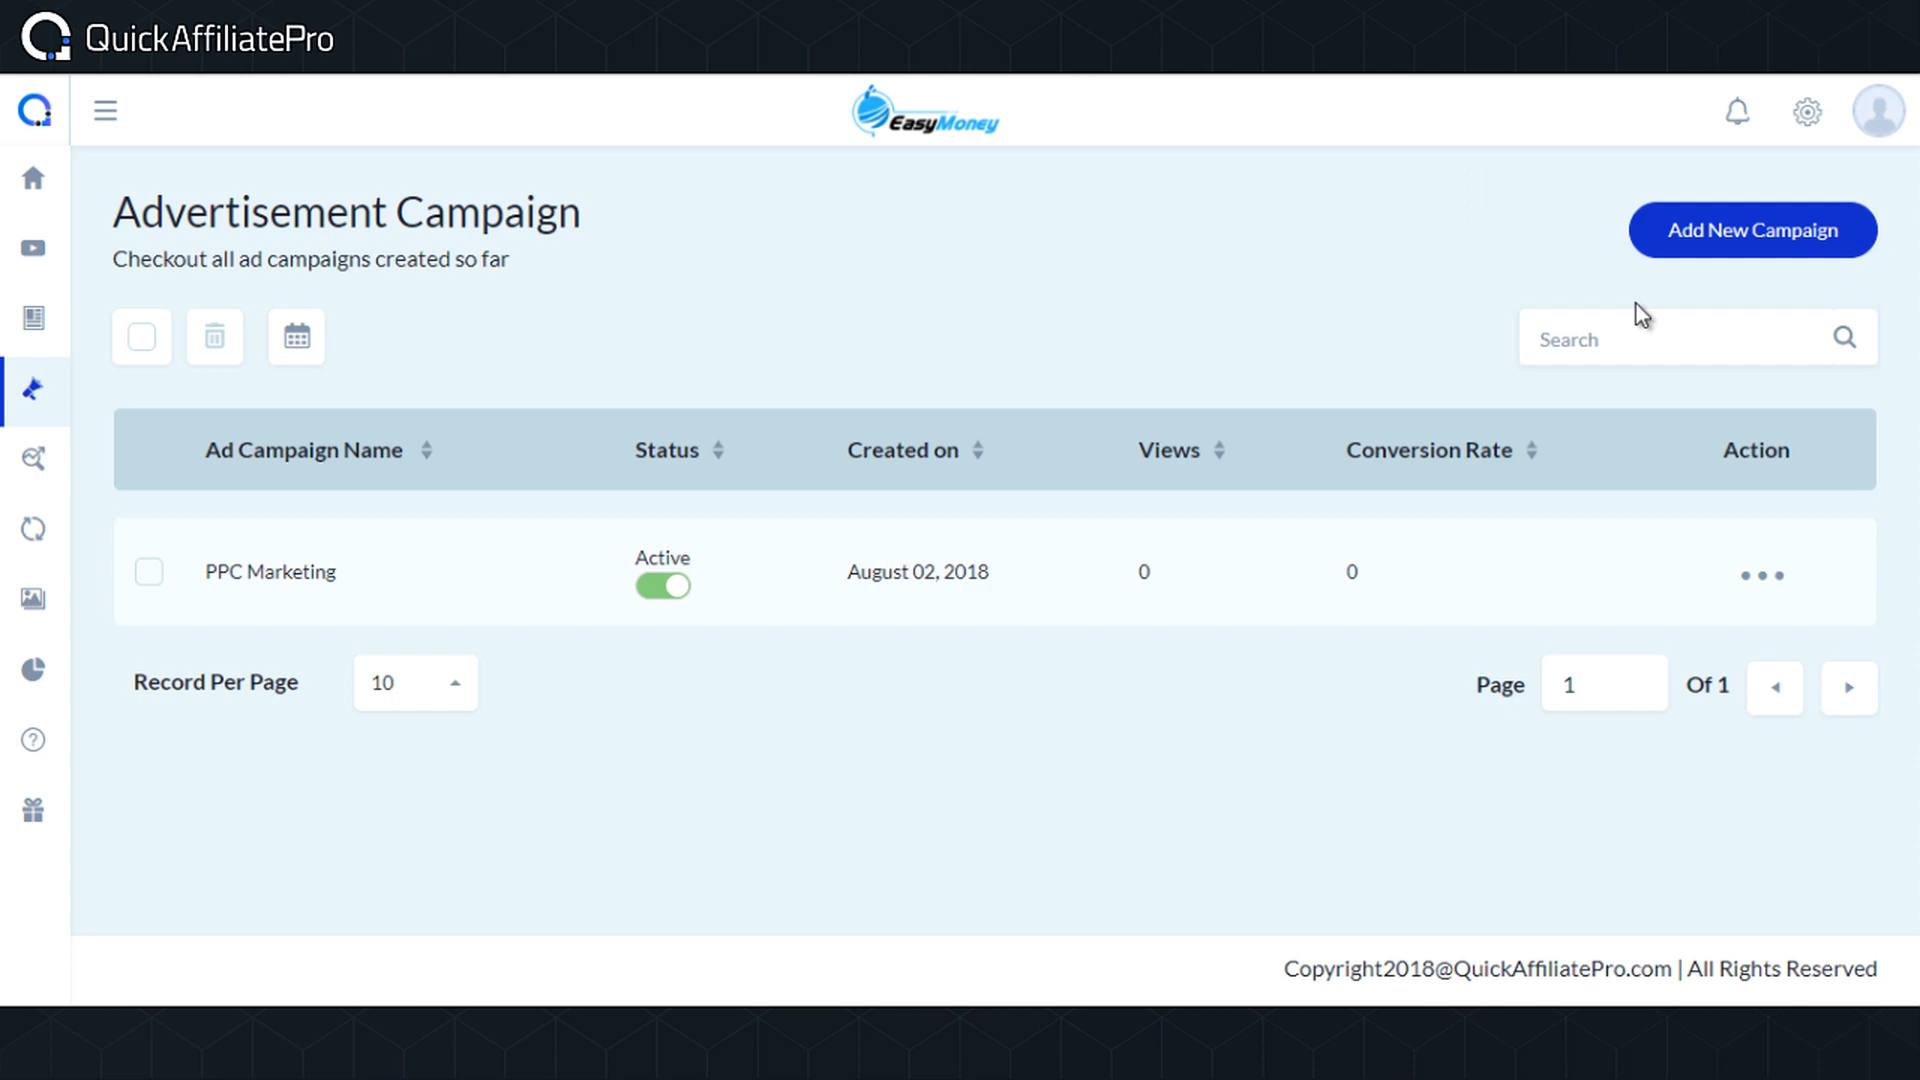 QuickAffiliatePro
EasyMoney
Advertisement Campaign
Checkout all ad campaigns created so far
Add New Campaign
Search
Ad Campaign Name Status Created on Views Conversion Rate Action
PPC Marketing Active August 02, 2018 0 0
Record Per Page 10 Page 1 Of 1
Copyright2018@QuickAffiliatePro.com | All Rights Reserved